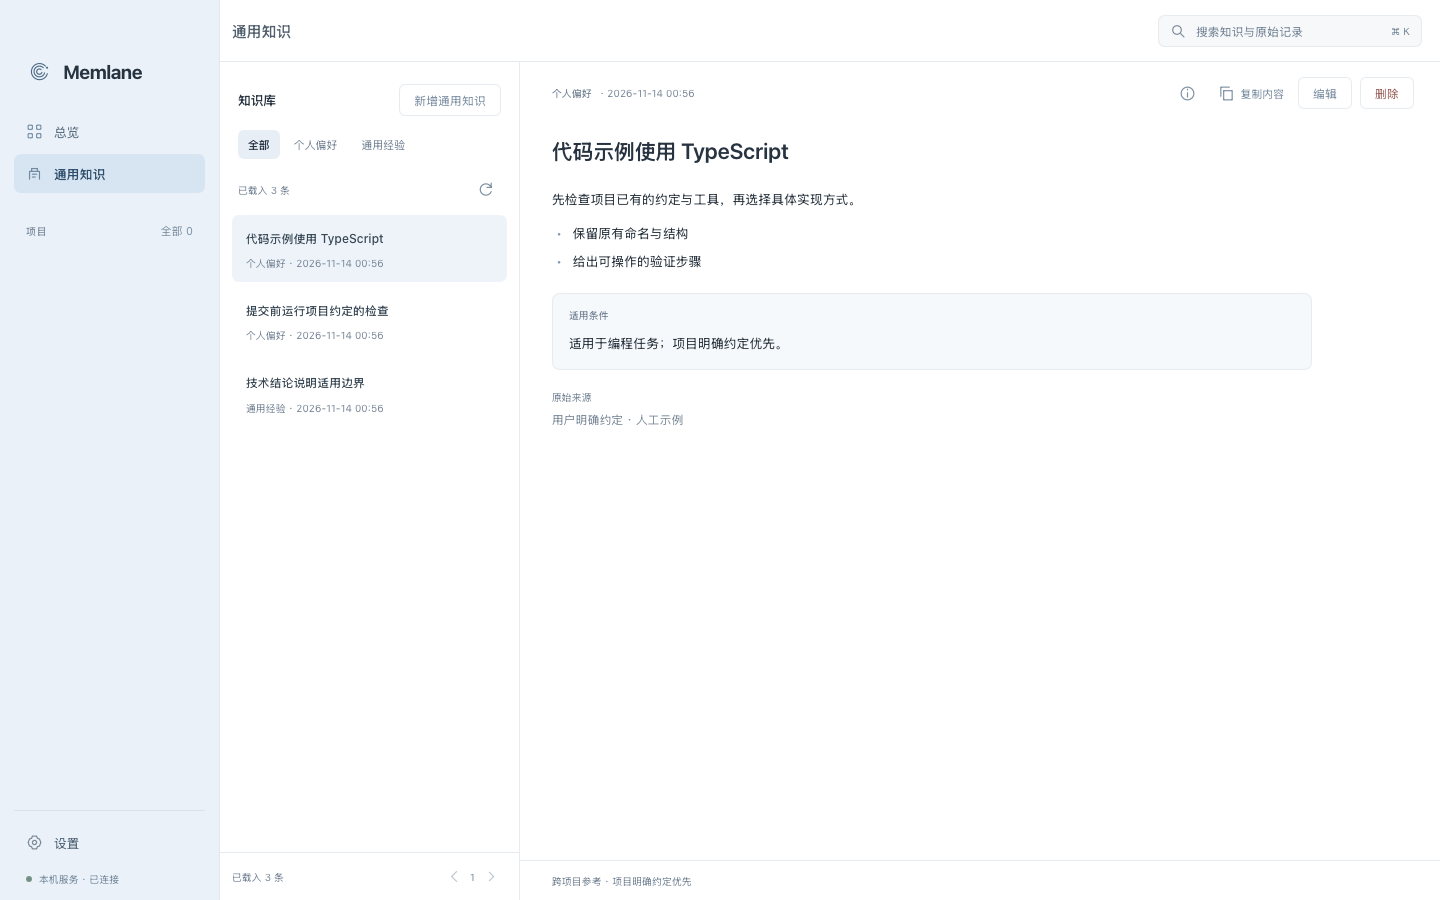 Memlane
总览
通用知识
项目 全部 0
设置
本机服务 · 已连接
通用知识
搜索知识与原始记录 ⌘ K
知识库 新增通用知识
全部 个人偏好 通用经验
已载入 3 条
代码示例使用 TypeScript
个人偏好 · 2026-11-14 00:56
提交前运行项目约定的检查
个人偏好 · 2026-11-14 00:56
技术结论说明适用边界
通用经验 · 2026-11-14 00:56
已载入 3 条 1
个人偏好 · 2026-11-14 00:56
复制内容 编辑 删除
代码示例使用 TypeScript
先检查项目已有的约定与工具，再选择具体实现方式。
• 保留原有命名与结构
• 给出可操作的验证步骤
适用条件
适用于编程任务；项目明确约定优先。
原始来源
用户明确约定 · 人工示例
跨项目参考 · 项目明确约定优先